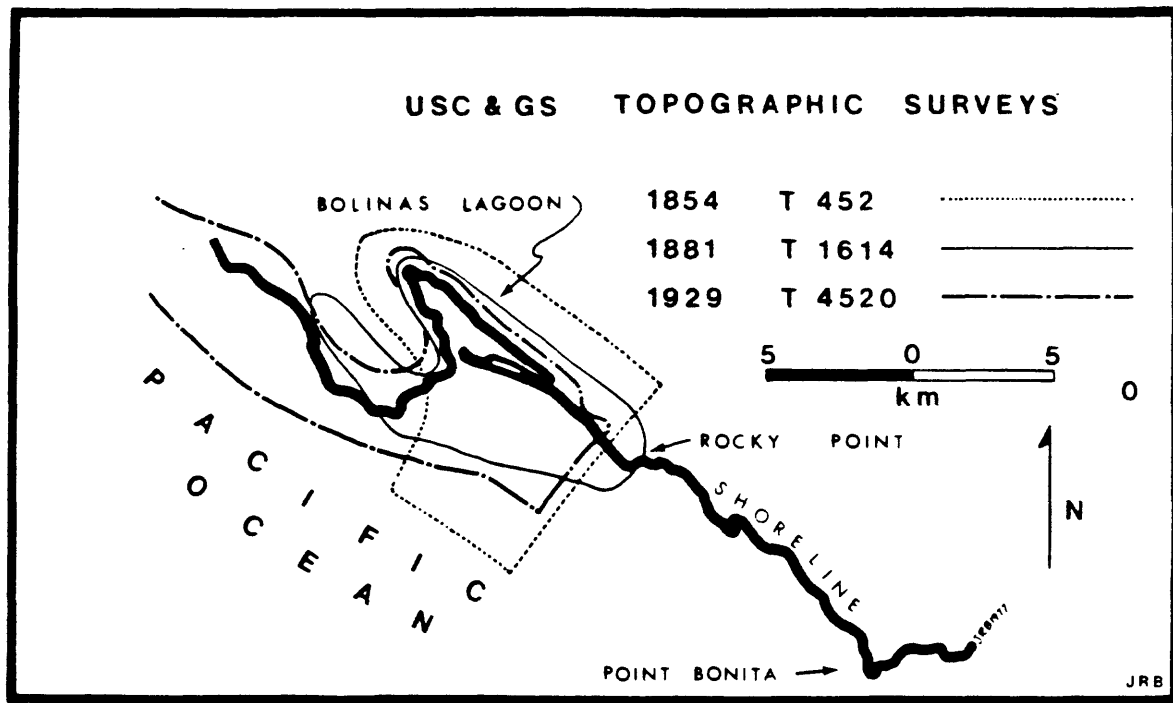 USC & GS TOPOGRAPHIC SURVEYS
BOLINAS LAGOON
1854 T 452
1881 T 1614
1929 T 4520
5 0 5
km
0
PACIFIC
OCEAN
ROCKY POINT
SHORELINE
N
POINT BONITA
JRB1977
JRB